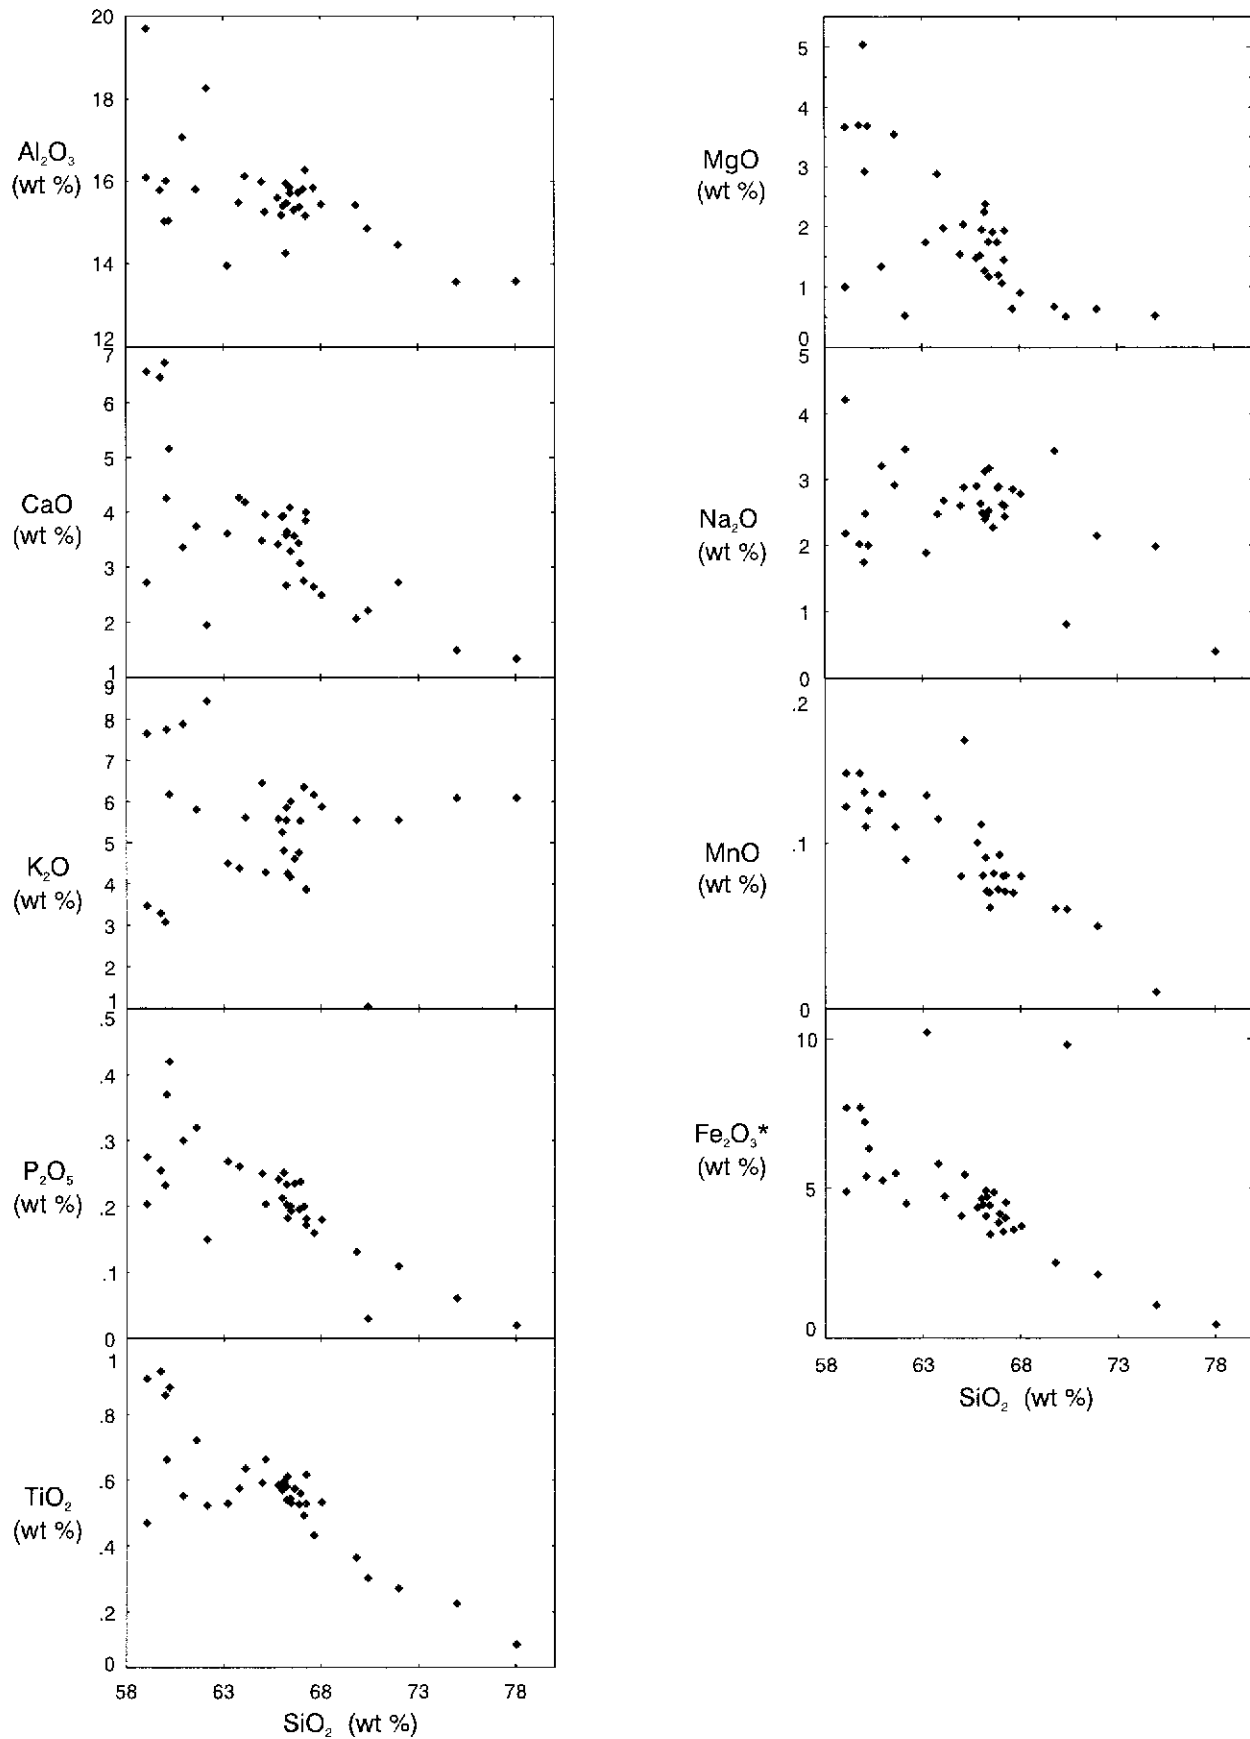 20
18
Al₂O₃
16
(wt %)
14
12
7
6
5
CaO
4
(wt %)
3
2
1
9
8
7
6
5
K₂O
4
(wt %)
3
2
1
.5
.4
.3
P₂O₅
.2
(wt %)
.1
0
1
.8
.6
TiO₂
(wt %)
.4
.2
0
58 63 68 73 78
SiO₂ (wt %)
5
4
MgO
3
(wt %)
2
1
0
5
4
3
Na₂O
(wt %)
2
1
0
.2
.1
MnO
(wt %)
0
10
Fe₂O₃*
(wt %)
5
0
58 63 68 73 78
SiO₂ (wt %)